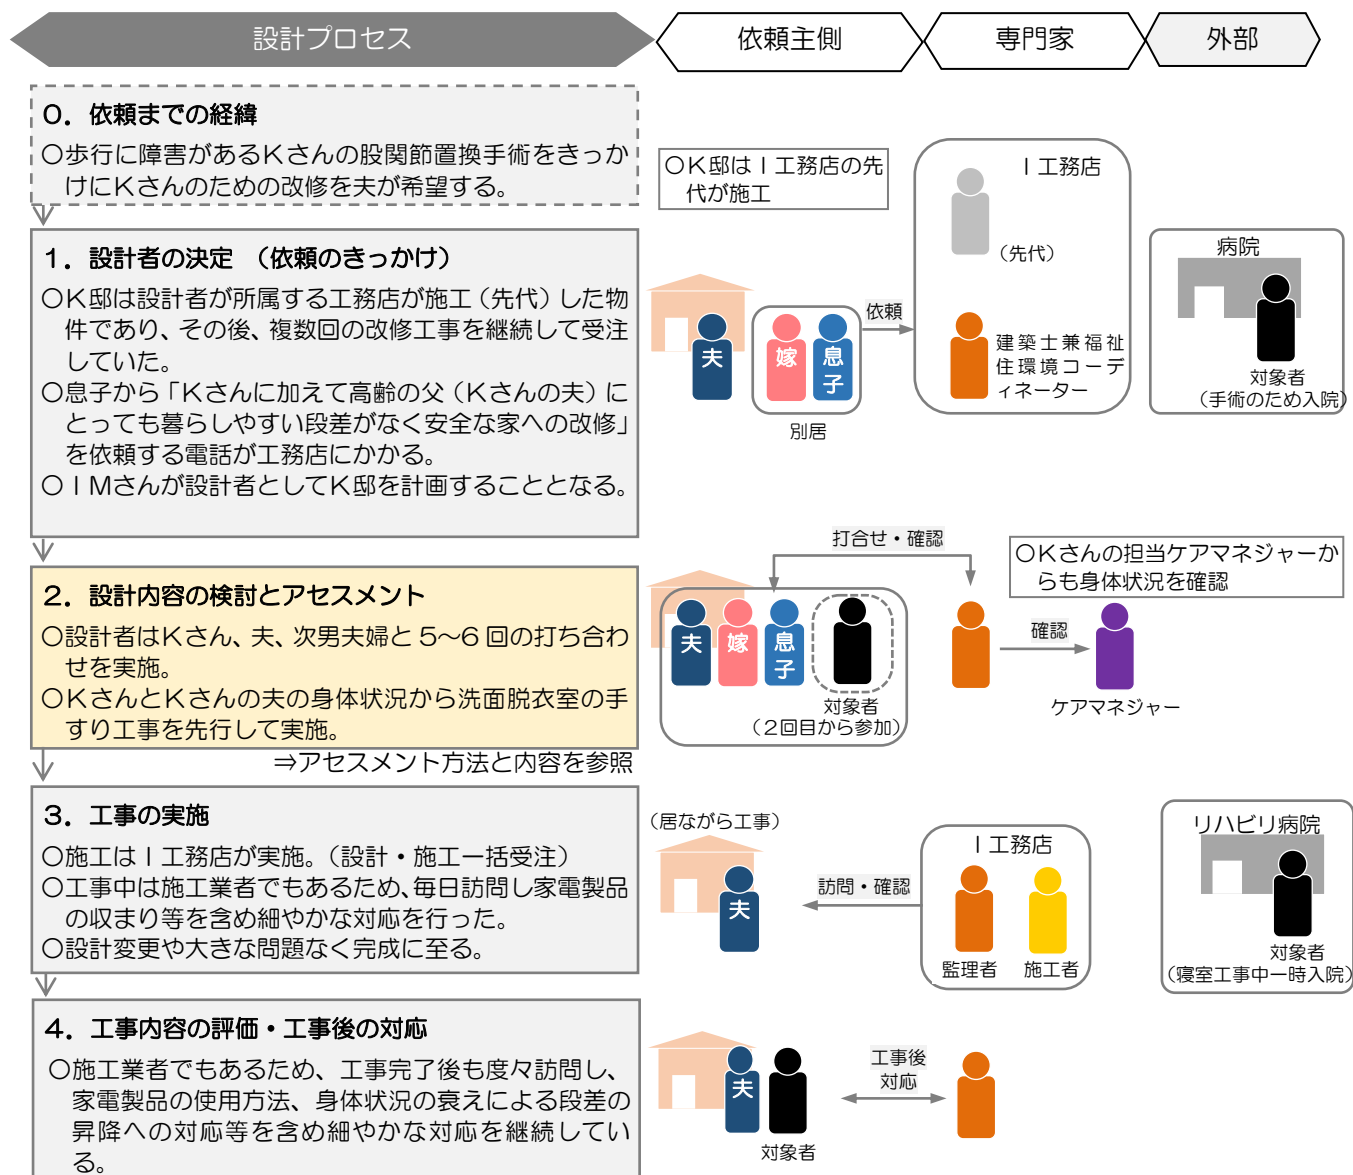 設計プロセス
依頼主側
専門家
外部
0．依頼までの経緯
○歩行に障害があるKさんの股関節置換手術をきっか
けにKさんのための改修を夫が希望する。
○K邸はI工務店の先
代が施工
I工務店
（先代）
建築士兼福祉
住環境コーデ
ィネーター
病院
対象者
（手術のため入院）
1．設計者の決定　（依頼のきっかけ）
○K邸は設計者が所属する工務店が施工（先代）した物
件であり、その後、複数回の改修工事を継続して受注
していた。
○息子から「Kさんに加えて高齢の父（Kさんの夫）に
とっても暮らしやすい段差がなく安全な家への改修」
を依頼する電話が工務店にかかる。
○IMさんが設計者としてK邸を計画することとなる。
夫
嫁
息子
依頼
別居
2．設計内容の検討とアセスメント
○設計者はKさん、夫、次男夫婦と5～6回の打ち合わ
せを実施。
○KさんとKさんの夫の身体状況から洗面脱衣室の手
すり工事を先行して実施。
⇒アセスメント方法と内容を参照
打合せ・確認
夫
嫁
息子
対象者
（2回目から参加）
○Kさんの担当ケアマネジャーか
らも身体状況を確認
確認
ケアマネジャー
3．工事の実施
○施工はI工務店が実施。（設計・施工一括受注）
○工事中は施工業者でもあるため、毎日訪問し家電製品
の収まり等を含め細やかな対応を行った。
○設計変更や大きな問題なく完成に至る。
（居ながら工事）
夫
訪問・確認
I工務店
監理者
施工者
リハビリ病院
対象者
（寝室工事中一時入院）
4．工事内容の評価・工事後の対応
○施工業者でもあるため、工事完了後も度々訪問し、
家電製品の使用方法、身体状況の衰えによる段差の
昇降への対応等を含め細やかな対応を継続してい
る。
夫
対象者
工事後
対応